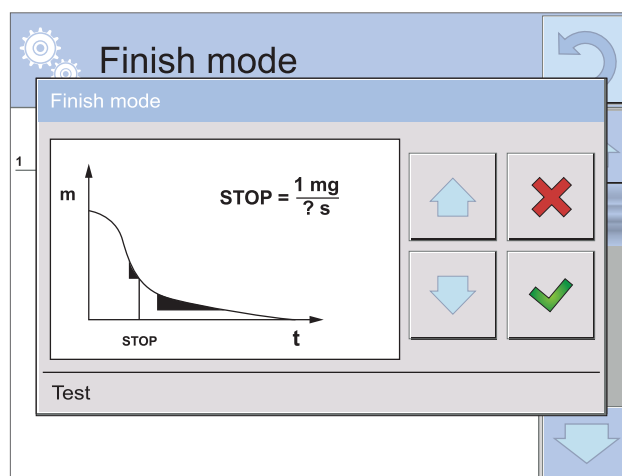 Finish mode
Finish mode
1
m
STOP = 1 mg
? s
STOP
t
Test